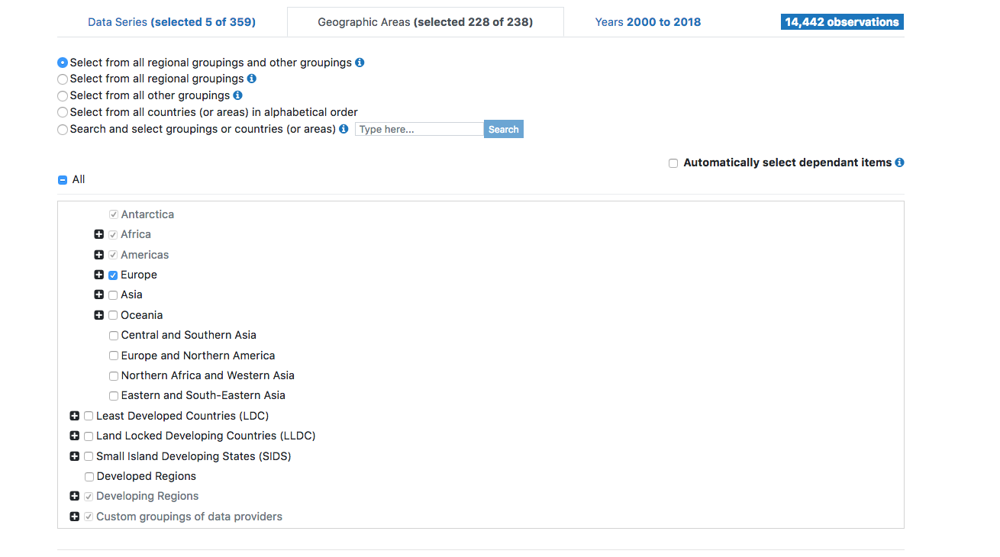 Data Series (selected 5 of 359) Geographic Areas (selected 228 of 238) Years 2000 to 2018 14,442 observations
Select from all regional groupings and other groupings
Select from all regional groupings
Select from all other groupings
Select from all countries (or areas) in alphabetical order
Search and select groupings or countries (or areas) Type here... Search
Automatically select dependant items
All
Antarctica
Africa
Americas
Europe
Asia
Oceania
Central and Southern Asia
Europe and Northern America
Northern Africa and Western Asia
Eastern and South-Eastern Asia
Least Developed Countries (LDC)
Land Locked Developing Countries (LLDC)
Small Island Developing States (SIDS)
Developed Regions
Developing Regions
Custom groupings of data providers